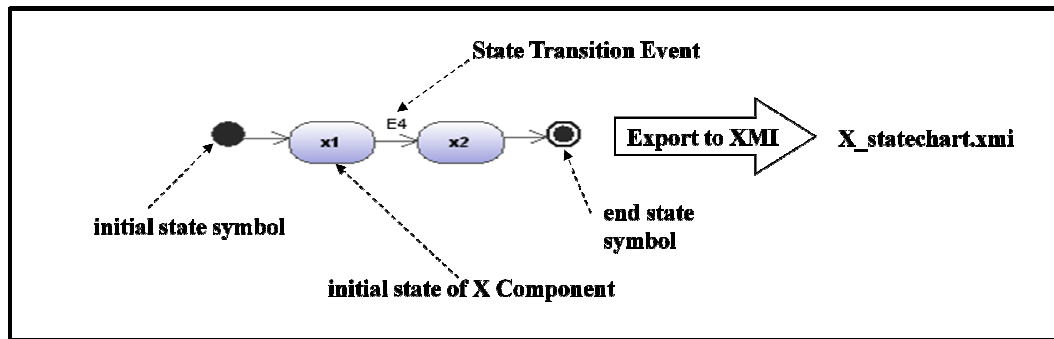 State Transition Event
E4
x1
x2
Export to XMI
X_statechart.xmi
initial state symbol
end state
symbol
initial state of X Component